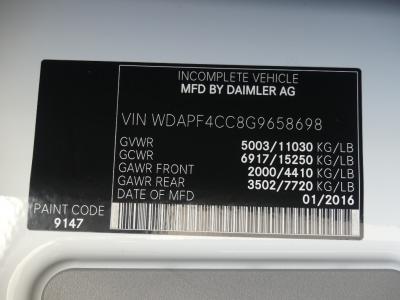 INCOMPLETE VEHICLE
MFD BY DAIMLER AG
VIN WDAPF4CC8G9658698
GVWR 5003/11030 KG/LB
GCWR 6917/15250 KG/LB
GAWR FRONT 2000/4410 KG/LB
GAWR REAR 3502/7720 KG/LB
DATE OF MFD 01/2016
PAINT CODE
9147